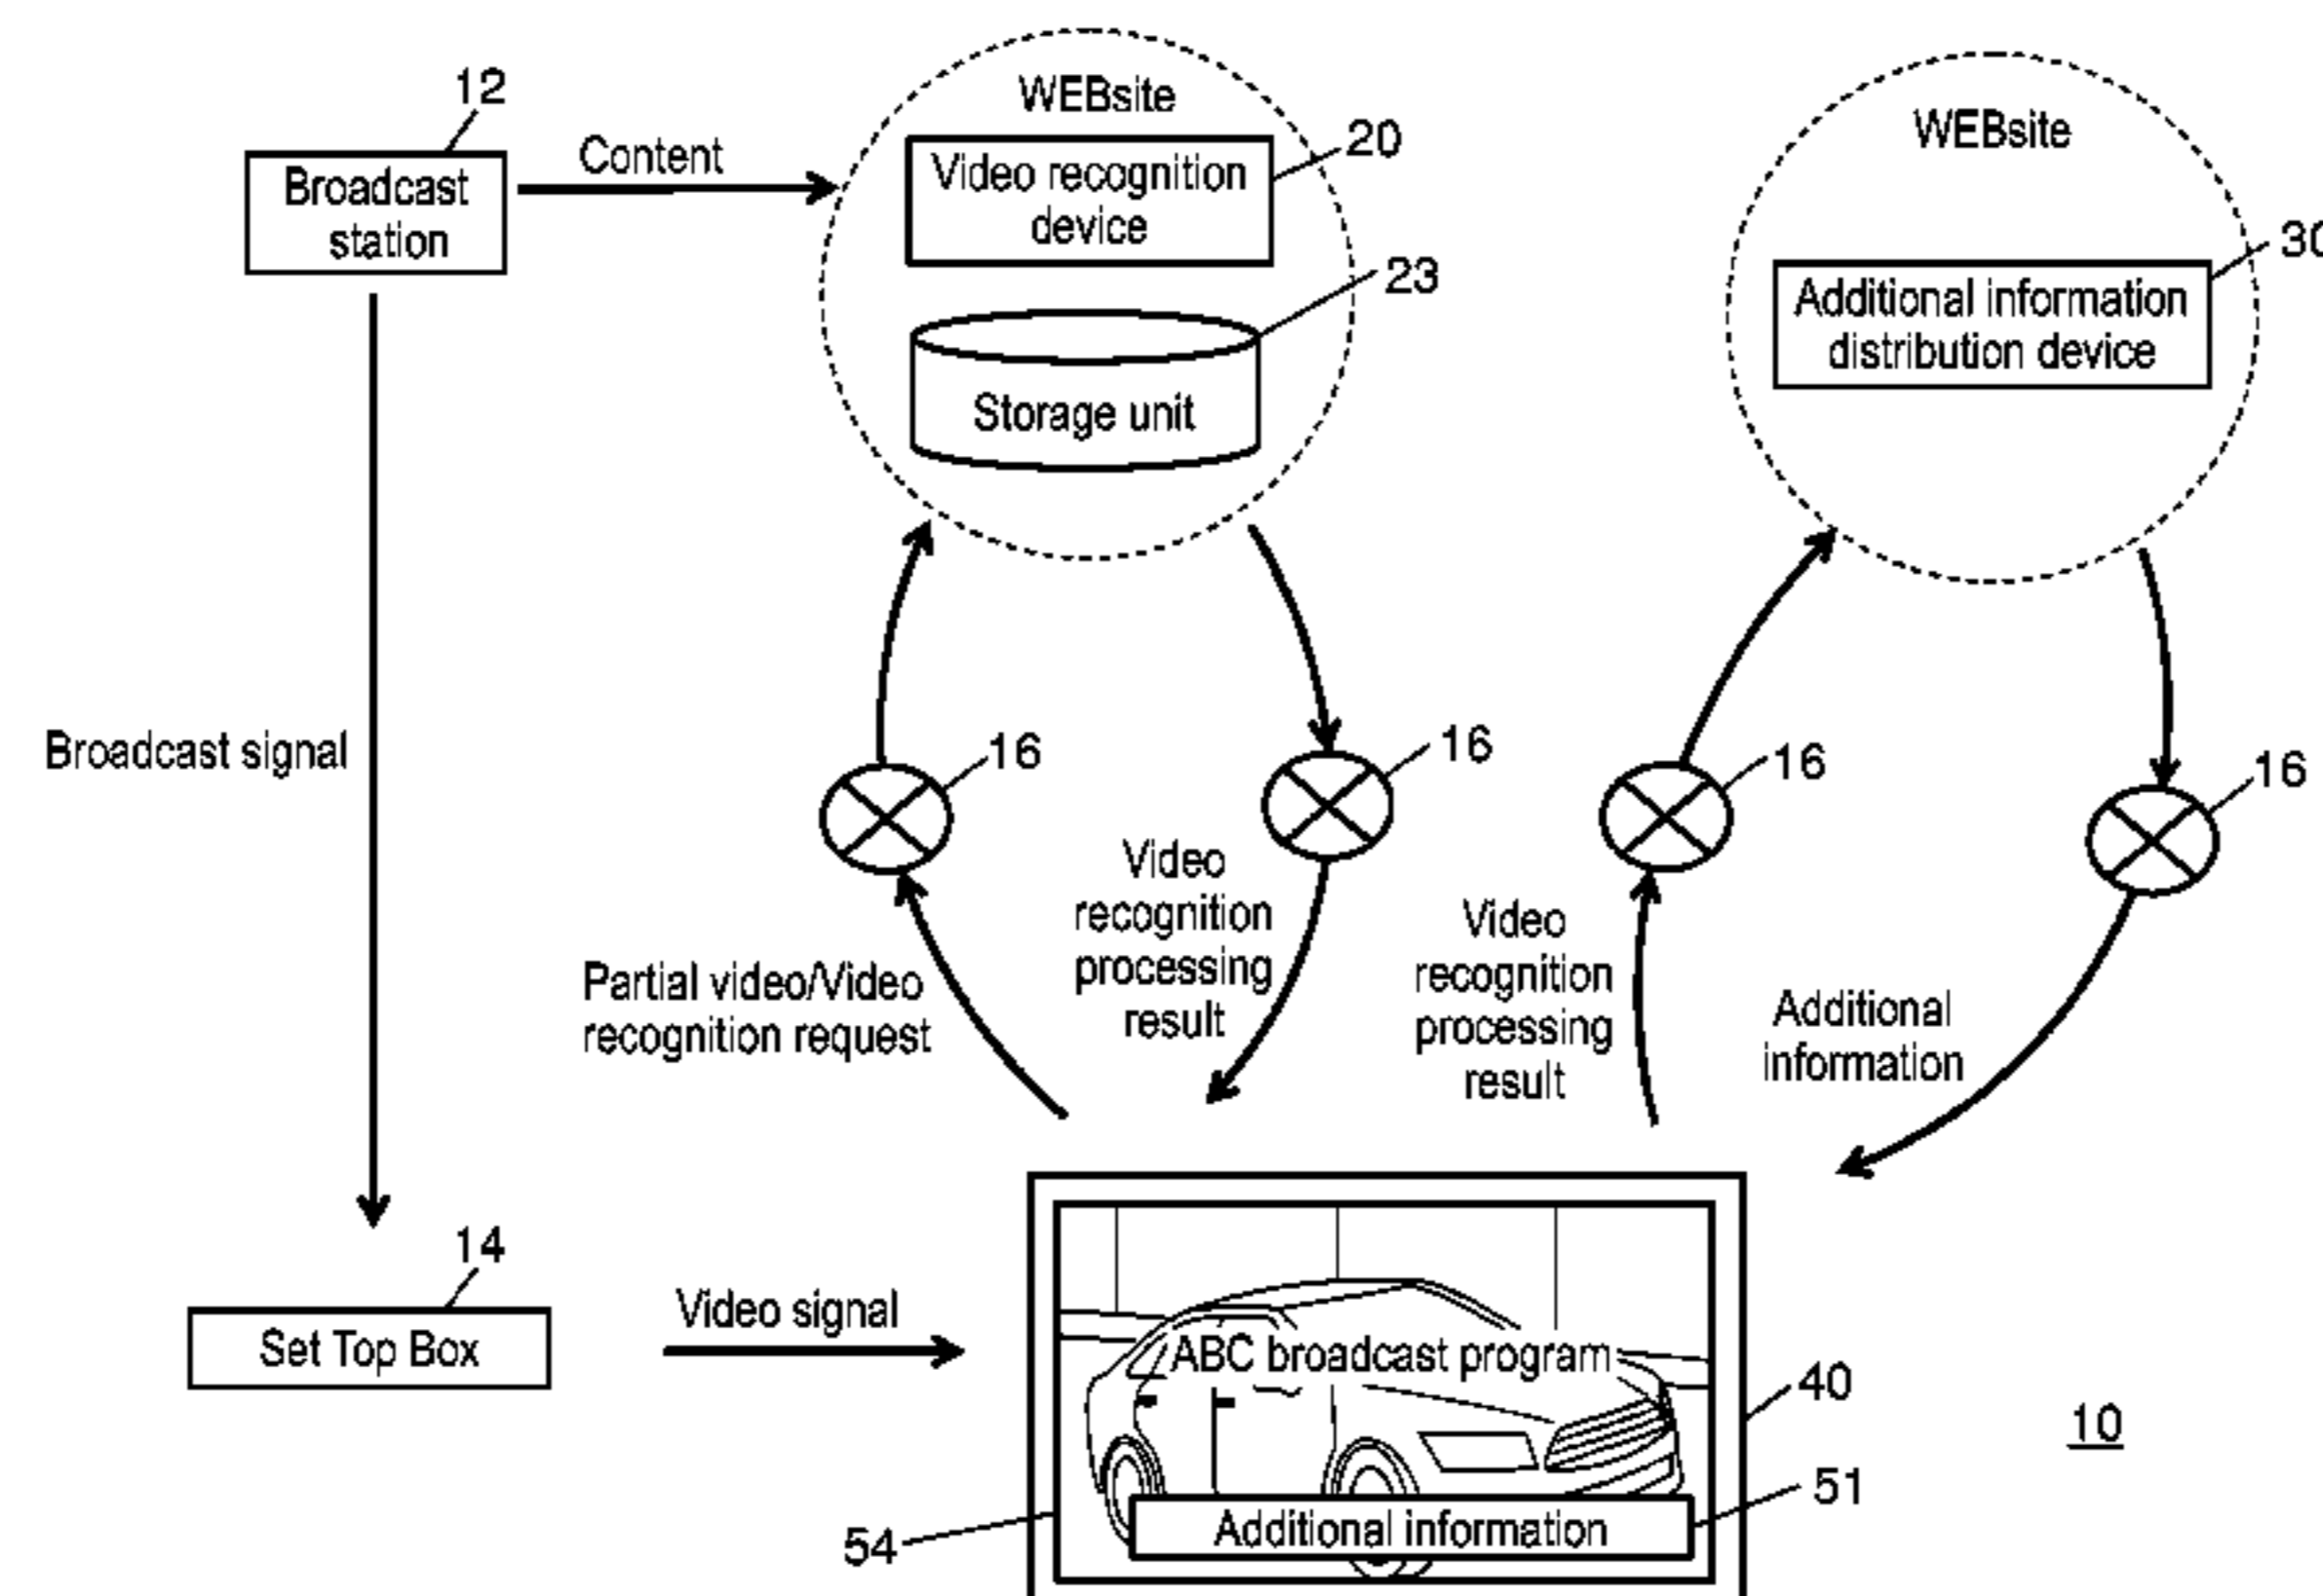 12
Broadcast
station
Content
WEBsite
Video recognition
device
20
23
Storage unit
WEBsite
30
Additional information
distribution device
Broadcast signal
16
16
16
16
Partial video/Video
recognition request
Video
recognition
processing
result
Video
recognition
processing
result
Additional
information
14
Set Top Box
Video signal
ABC broadcast program
40
10
51
54
Additional information